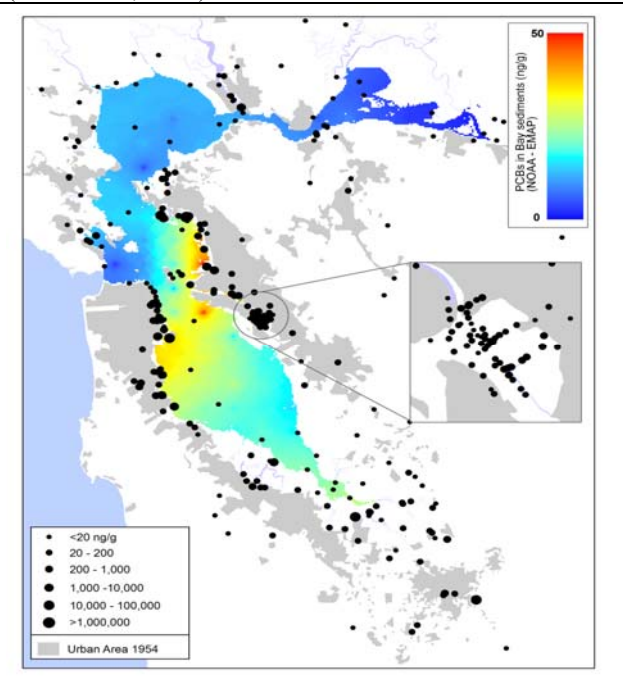 50
PCBs in Bay sediments (ng/g)
(NOAA - EMAP)
0
<20 ng/g
20 - 200
200 - 1,000
1,000 -10,000
10,000 - 100,000
>1,000,000
Urban Area 1954